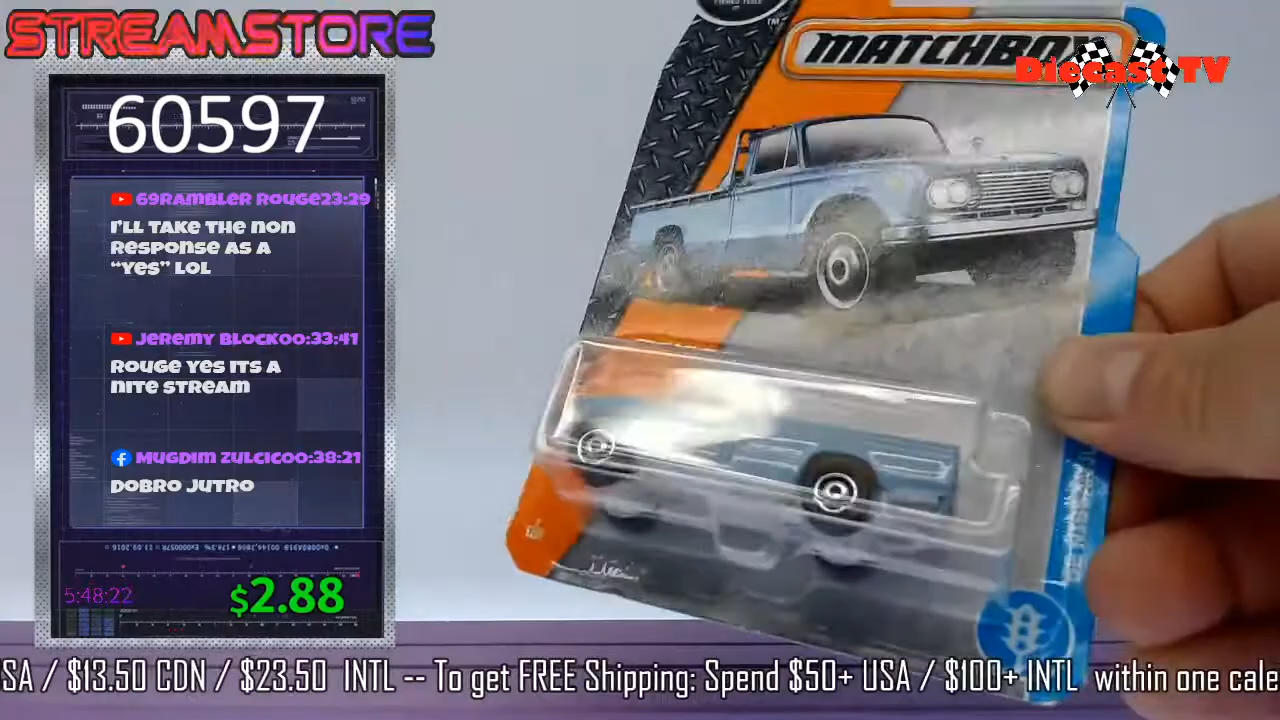 STREAMSTORE
60597
69RAMBLER ROUGE23:29
I'LL TAKE THE NON
RESPONSE AS A
“YES” LOL
JEREMY BLOCK00:33:41
ROUGE YES ITS A
NITE STREAM
MUGDIM ZULCIC00:38:21
DOBRO JUTRO
5:48:22
$2.88
MATCHBOX
TM
Diecast TV
SA / $13.50 CDN / $23.50 INTL -- To get FREE Shipping: Spend $50+ USA / $100+ INTL within one cale